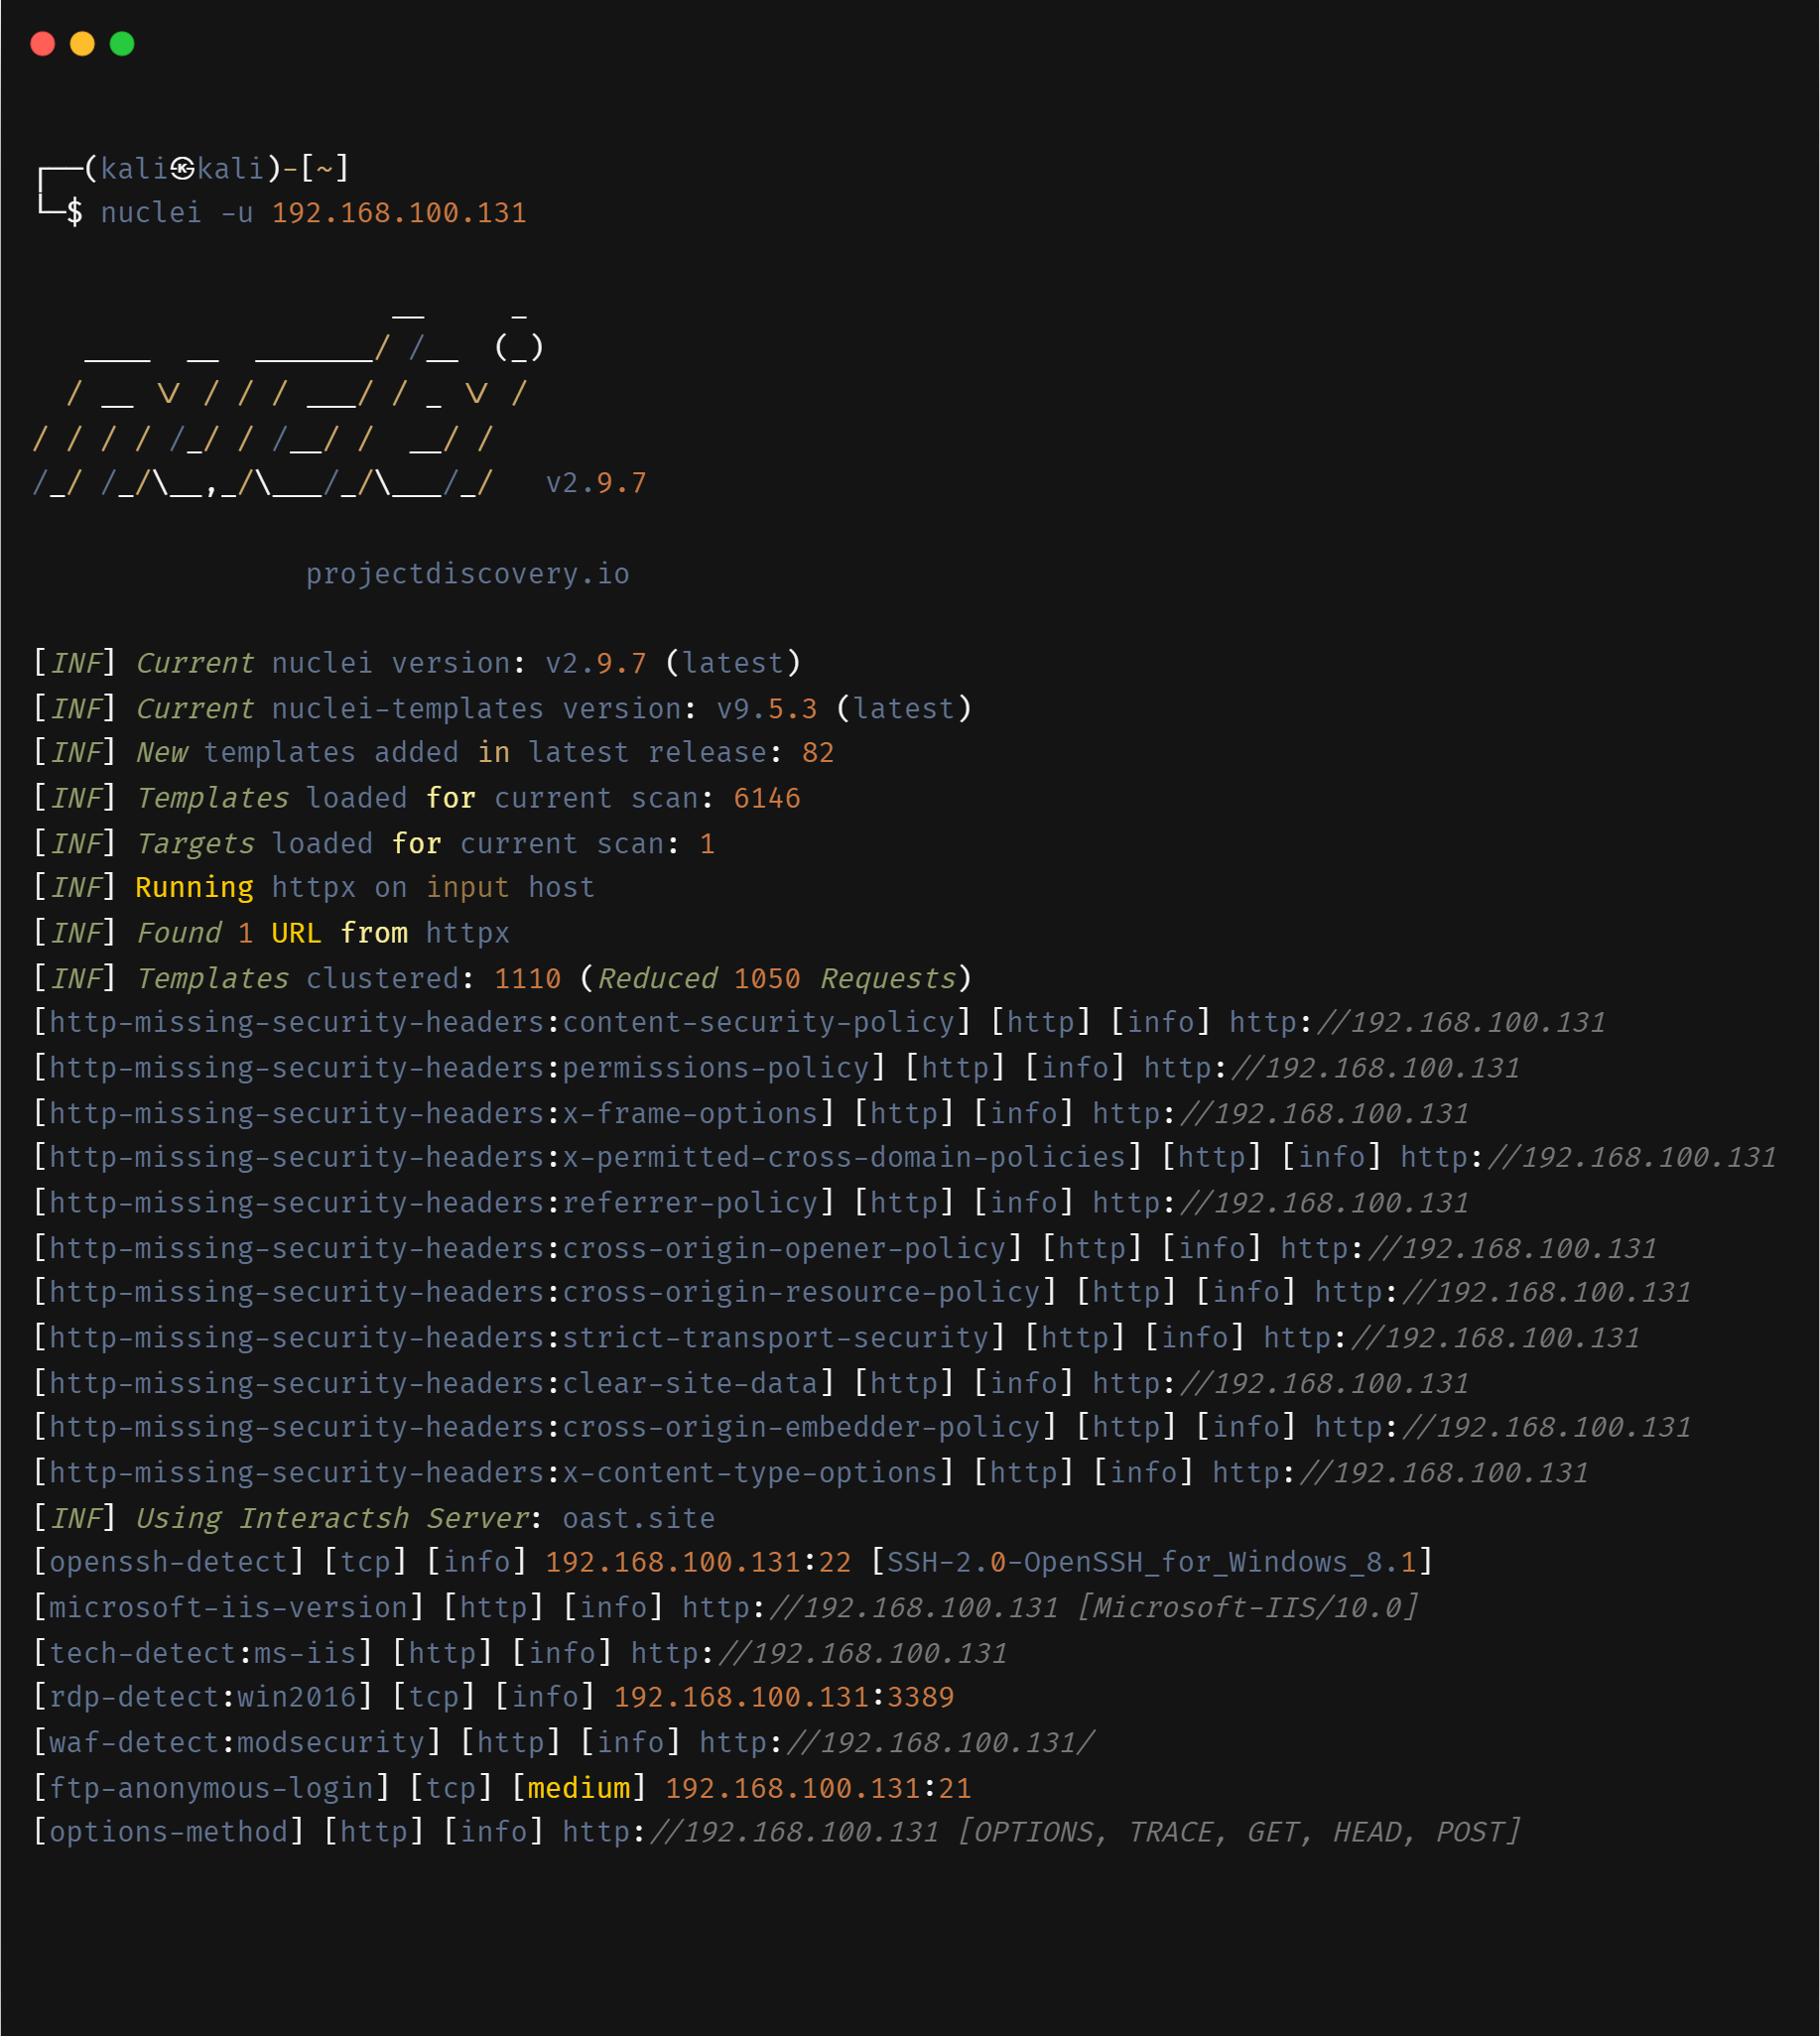 ┌──(kali㉿kali)-[~]
└─$ nuclei -u 192.168.100.131
                     __     _
   ____  __  _______/ /__  (_)
  / __ \/ / / / ___/ / _ \/ /
/ / / / /_/ / /__/ /  __/ /
/_/ /_/\__,_/\___/_/\___/_/   v2.9.7
projectdiscovery.io
[INF] Current nuclei version: v2.9.7 (latest)
[INF] Current nuclei-templates version: v9.5.3 (latest)
[INF] New templates added in latest release: 82
[INF] Templates loaded for current scan: 6146
[INF] Targets loaded for current scan: 1
[INF] Running httpx on input host
[INF] Found 1 URL from httpx
[INF] Templates clustered: 1110 (Reduced 1050 Requests)
[http-missing-security-headers:content-security-policy] [http] [info] http://192.168.100.131
[http-missing-security-headers:permissions-policy] [http] [info] http://192.168.100.131
[http-missing-security-headers:x-frame-options] [http] [info] http://192.168.100.131
[http-missing-security-headers:x-permitted-cross-domain-policies] [http] [info] http://192.168.100.131
[http-missing-security-headers:referrer-policy] [http] [info] http://192.168.100.131
[http-missing-security-headers:cross-origin-opener-policy] [http] [info] http://192.168.100.131
[http-missing-security-headers:cross-origin-resource-policy] [http] [info] http://192.168.100.131
[http-missing-security-headers:strict-transport-security] [http] [info] http://192.168.100.131
[http-missing-security-headers:clear-site-data] [http] [info] http://192.168.100.131
[http-missing-security-headers:cross-origin-embedder-policy] [http] [info] http://192.168.100.131
[http-missing-security-headers:x-content-type-options] [http] [info] http://192.168.100.131
[INF] Using Interactsh Server: oast.site
[openssh-detect] [tcp] [info] 192.168.100.131:22 [SSH-2.0-OpenSSH_for_Windows_8.1]
[microsoft-iis-version] [http] [info] http://192.168.100.131 [Microsoft-IIS/10.0]
[tech-detect:ms-iis] [http] [info] http://192.168.100.131
[rdp-detect:win2016] [tcp] [info] 192.168.100.131:3389
[waf-detect:modsecurity] [http] [info] http://192.168.100.131/
[ftp-anonymous-login] [tcp] [medium] 192.168.100.131:21
[options-method] [http] [info] http://192.168.100.131 [OPTIONS, TRACE, GET, HEAD, POST]